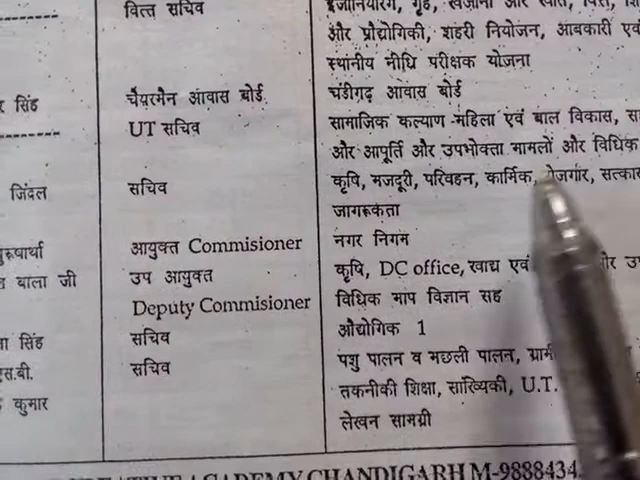 वित्त सचिव
और प्रौद्योगिकी, शहरी नियोजन, आबकारी एवं
स्थानीय नीधि परीक्षक योजना
सिंह चैयरमैन आवास बोर्ड चंडीगढ़ आवास बोर्ड
UT सचिव सामाजिक कल्याण महिला एवं बाल विकास,
और आपूर्ति और उपभोक्ता मामलों और विधिक
जिंदल सचिव कृषि, मजदूरी, परिवहन, कार्मिक, रोजगार, सत्कार
जागरूकता
आयुक्त Commisioner नगर निगम
बाला जी उप आयुक्त कृषि, DC office, खाद्य एवं
Deputy Commisioner विधिक माप विज्ञान सह
सिंह सचिव औद्योगिक 1
एस.बी. सचिव पशु पालन व मछली पालन,
कुमार तकनीकी शिक्षा, सांख्यिकी, U.T.
लेखन सामग्री
ACADEMY CHANDIGARH M-9888434